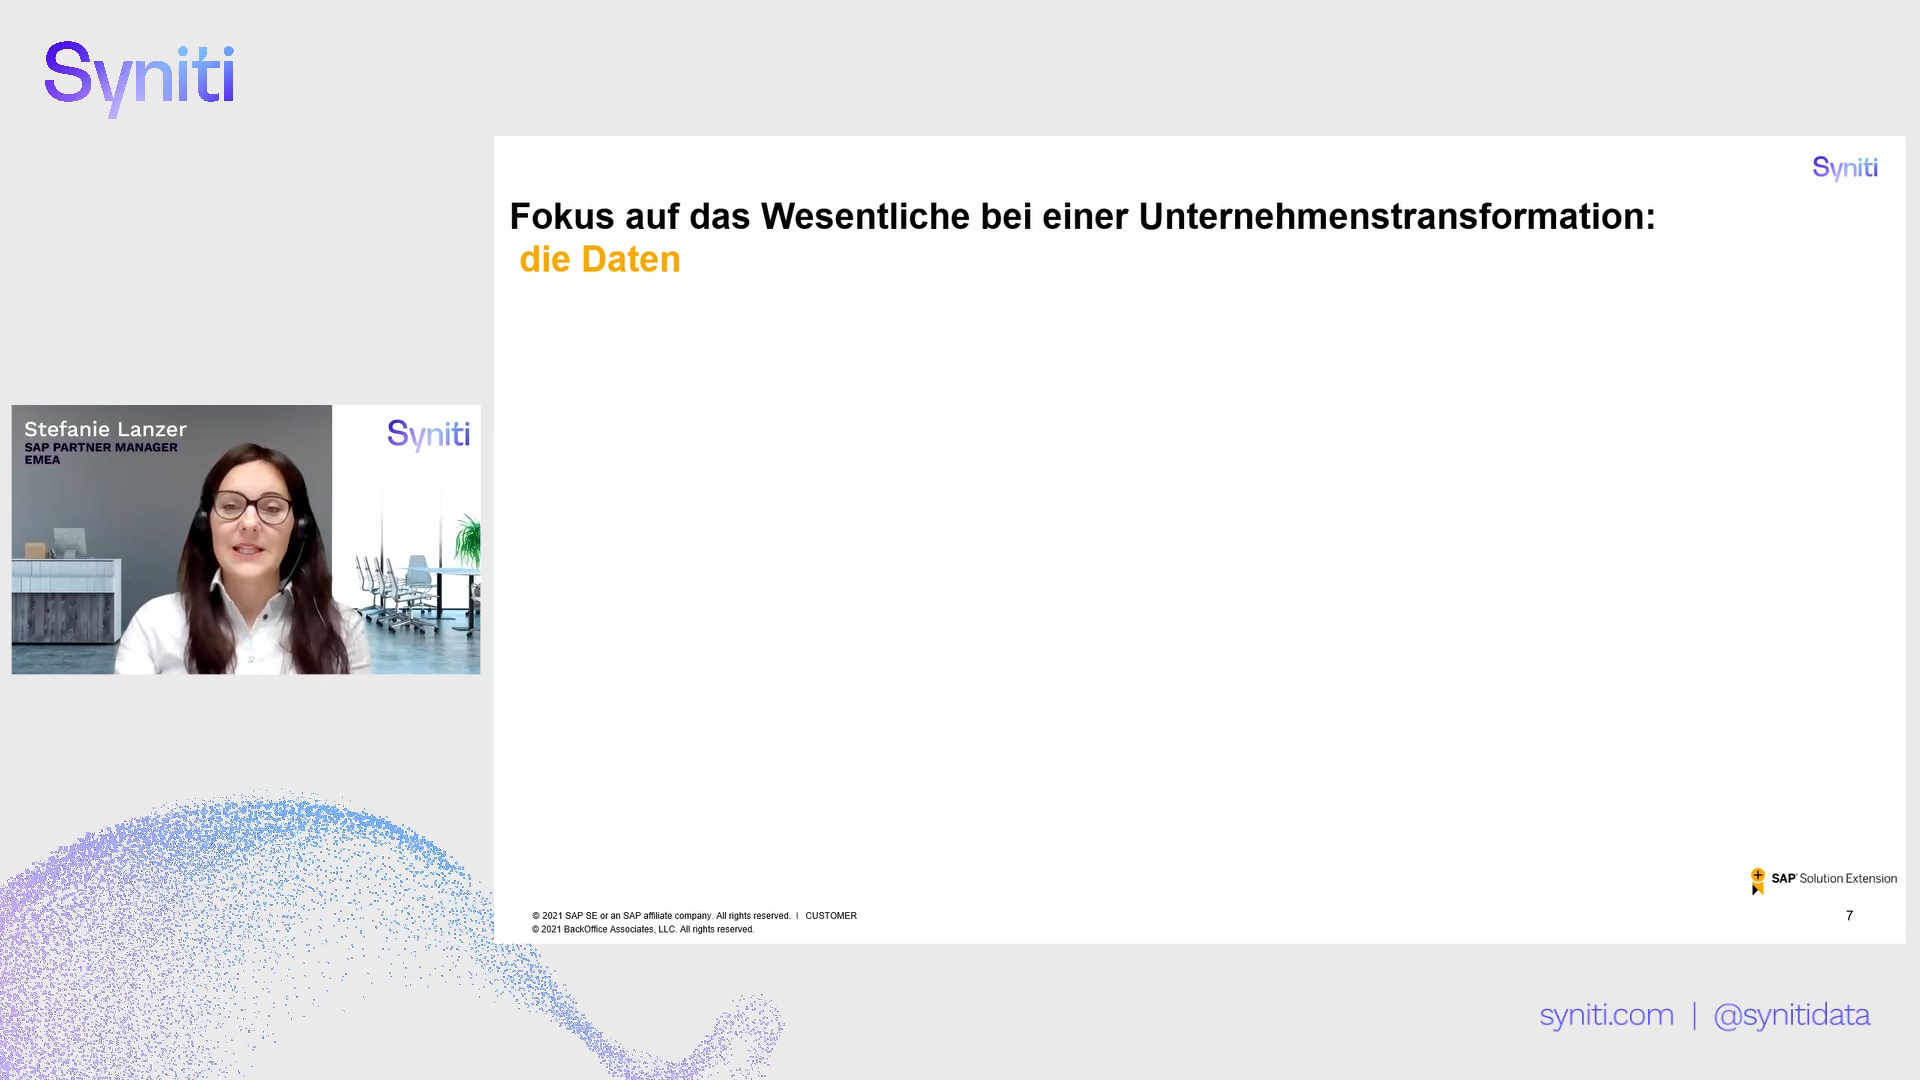 Syniti
Syniti
Fokus auf das Wesentliche bei einer Unternehmenstransformation:
die Daten
Stefanie Lanzer
SAP PARTNER MANAGER
EMEA
Syniti
SAP Solution Extension
© 2021 SAP SE or an SAP affiliate company. All rights reserved. I CUSTOMER
7
© 2021 BackOffice Associates, LLC. All rights reserved.
syniti.com | @synitidata